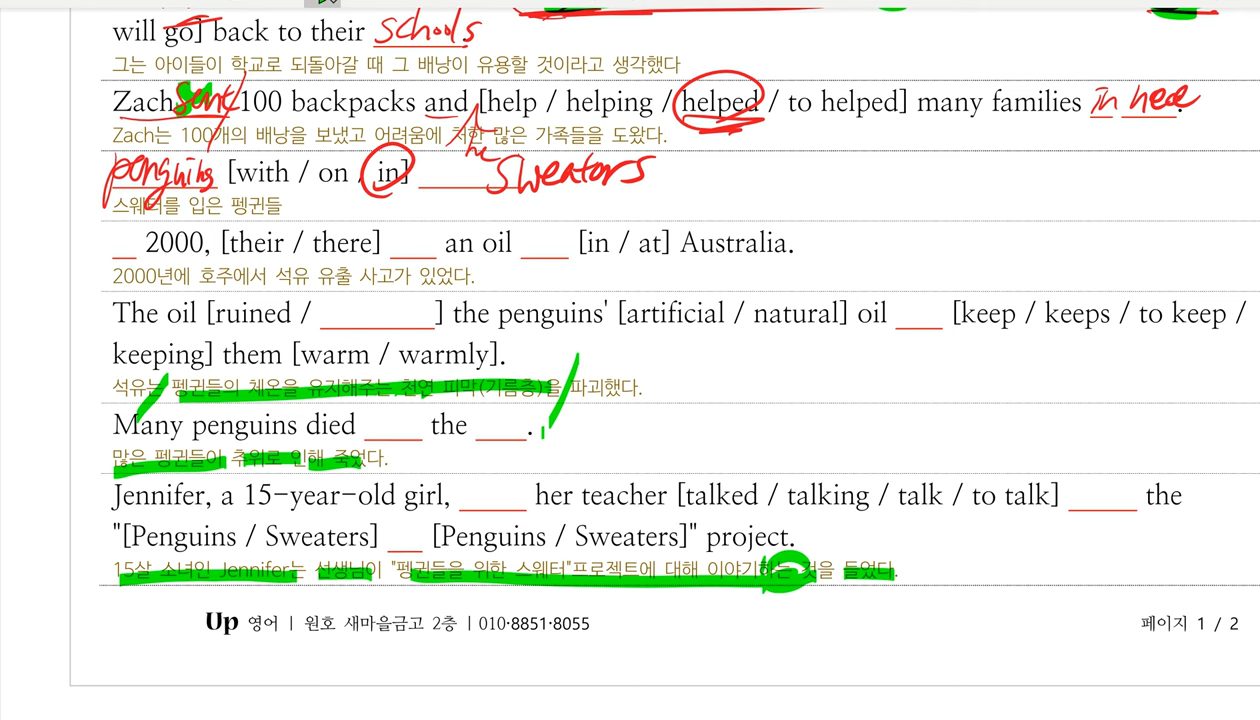 will go] back to their schools
그는 아이들이 학교로 되돌아갈 때 그 배낭이 유용할 것이라고 생각했다
Zach sent 100 backpacks and [help / helping / helped / to helped] many families in need.
Zach는 100개의 배낭을 보냈고 어려움에 처한 많은 가족들을 도왔다.
penguins [with / on / in] the sweators
스웨터를 입은 펭귄들
__ 2000, [their / there] ____ an oil ____ [in / at] Australia.
2000년에 호주에서 석유 유출 사고가 있었다.
The oil [ruined / __________] the penguins' [artificial / natural] oil ____ [keep / keeps / to keep /
keeping] them [warm / warmly].
석유는 펭귄들의 체온을 유지해주는 천연 피막(기름층)을 파괴했다.
Many penguins died _____ the ____.
많은 펭귄들이 추위로 인해 죽었다.
Jennifer, a 15-year-old girl, ______ her teacher [talked / talking / talk / to talk] ______ the
"[Penguins / Sweaters] ___ [Penguins / Sweaters]" project.
15살 소녀인 Jennifer는 선생님이 "펭귄들을 위한 스웨터"프로젝트에 대해 이야기하는 것을 들었다.
Up 영어 | 원호 새마을금고 2층 | 010·8851·8055
페이지 1 / 2